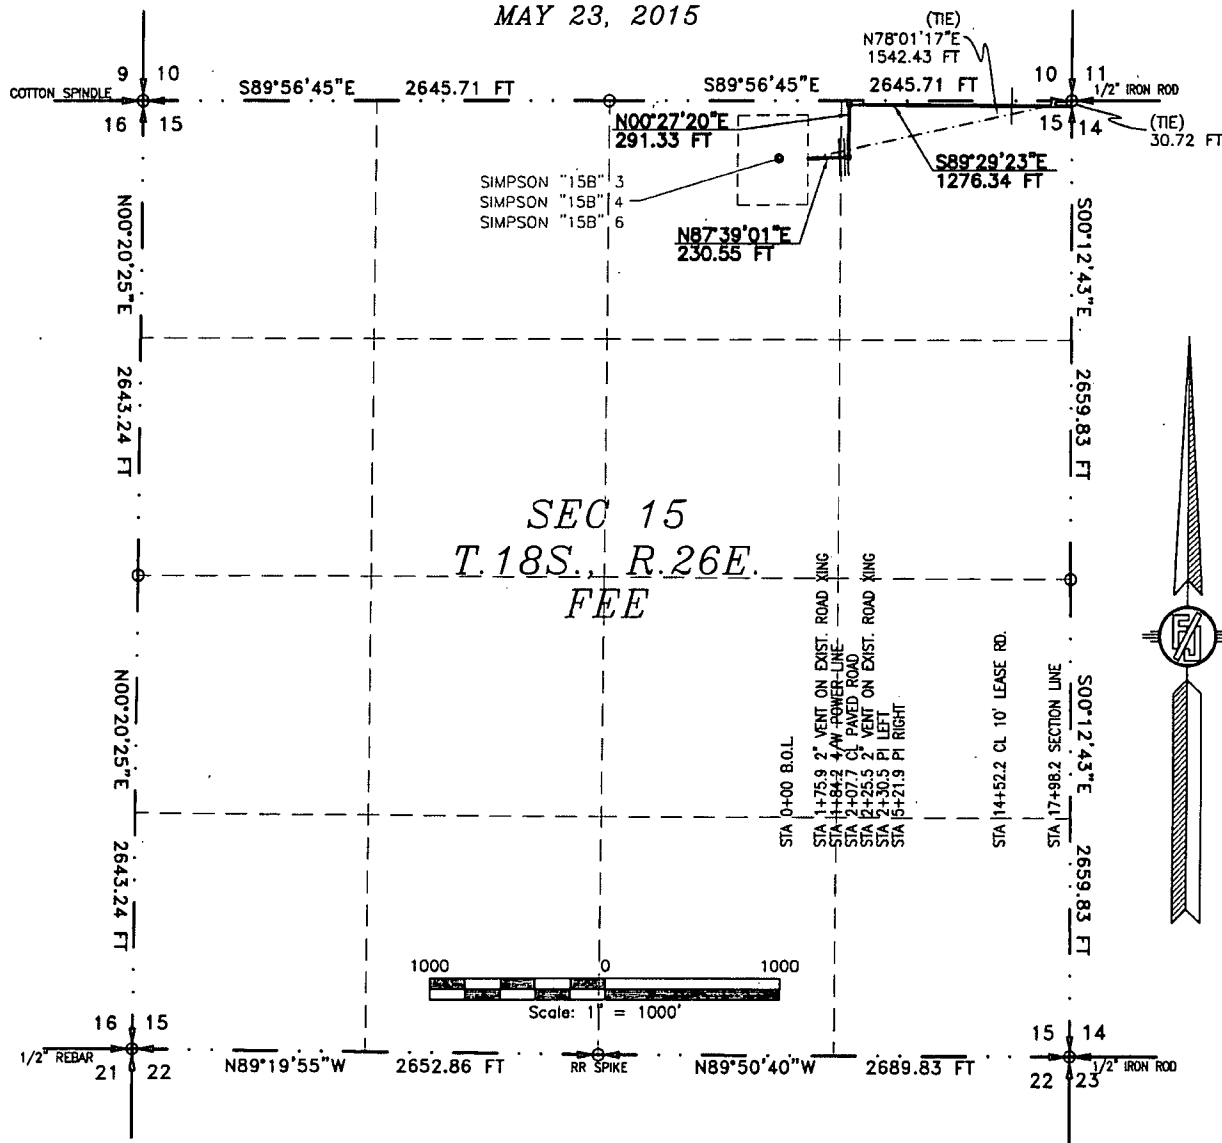 MAY 23, 2015
(TIE)
N78°01'17"E
1542.43 FT
9 10
S89°56'45"E 2645.71 FT
S89°56'45"E 2645.71 FT
10 11
COTTON SPINDLE
1/2" IRON ROD
16 15
15 14
(TIE)
30.72 FT
N00°27'20"E
291.33 FT
S89°29'23"E
1276.34 FT
SIMPSON "15B" 3
SIMPSON "15B" 4
SIMPSON "15B" 6
N87°39'01"E
230.55 FT
N00°20'25"E 2643.24 FT
S00°12'43"E 2659.83 FT
SEC 15
T.18S., R.26E.
FEE
STA 0+00 B.O.L.
STA 1+75.9 2" VENT ON EXIST. ROAD XING
STA 1+84.2 4/W POWER LINE
STA 2+07.7 CL PAVED ROAD
STA 2+25.5 2" VENT ON EXIST. ROAD XING
STA 2+30.5 PI LEFT
STA 5+21.9 PI RIGHT
STA 14+52.2 CL 10' LEASE RD.
STA 17+98.2 SECTION LINE
N00°20'25"E 2643.24 FT
S00°12'43"E 2659.83 FT
1000 0 1000
Scale: 1" = 1000'
16 15
15 14
1/2" REBAR
N89°19'55"W 2652.86 FT
RR SPIKE
N89°50'40"W 2689.83 FT
1/2" IRON ROD
21 22
22 23